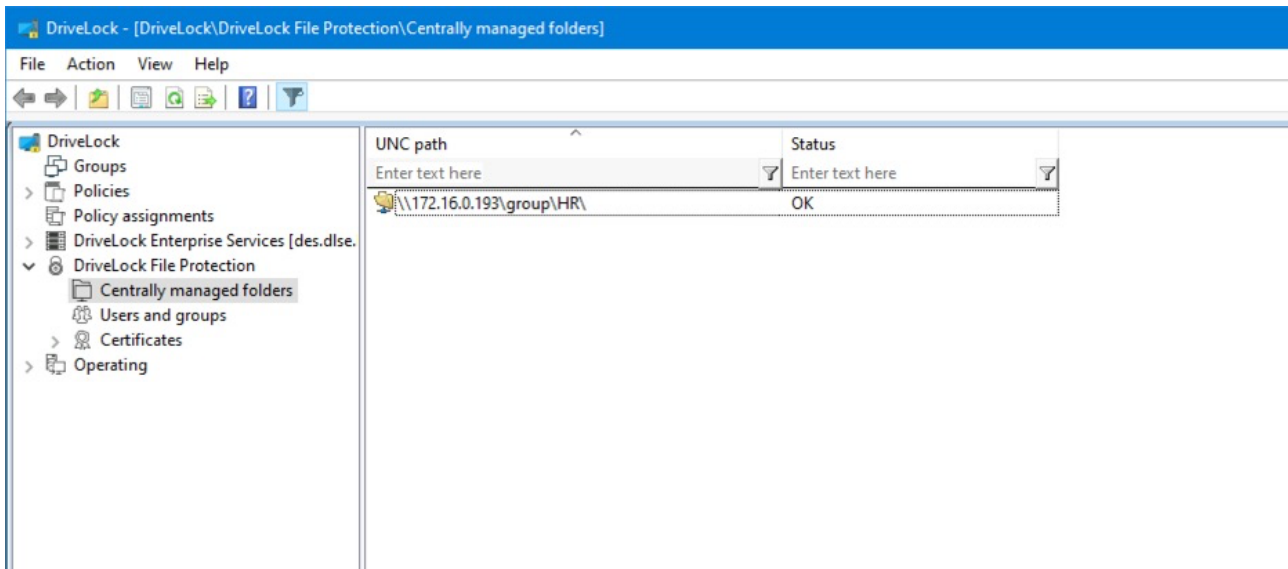 DriveLock - [DriveLock\DriveLock File Protection\Centrally managed folders]
File Action View Help
DriveLock
Groups
Policies
Policy assignments
DriveLock Enterprise Services [des.dlse.
DriveLock File Protection
Centrally managed folders
Users and groups
Certificates
Operating
UNC path Status
Enter text here Enter text here
\\172.16.0.193\group\HR\ OK